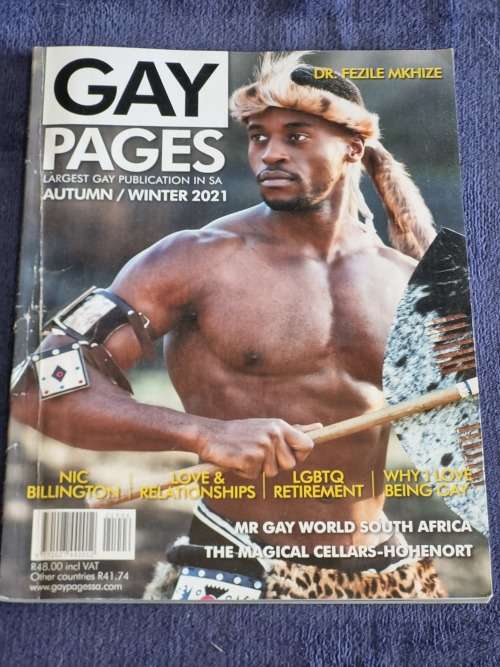 GAY
PAGES
LARGEST GAY PUBLICATION IN SA
AUTUMN / WINTER 2021
DR. FEZILE MKHIZE
NIC
BILLINGTON
LOVE &
RELATIONSHIPS
LGBTQ
RETIREMENT
WHY I LOVE
BEING GAY
MR GAY WORLD SOUTH AFRICA
THE MAGICAL CELLARS-HOHENORT
R48.00 incl VAT
Other countries R41.74
www.gaypagessa.com